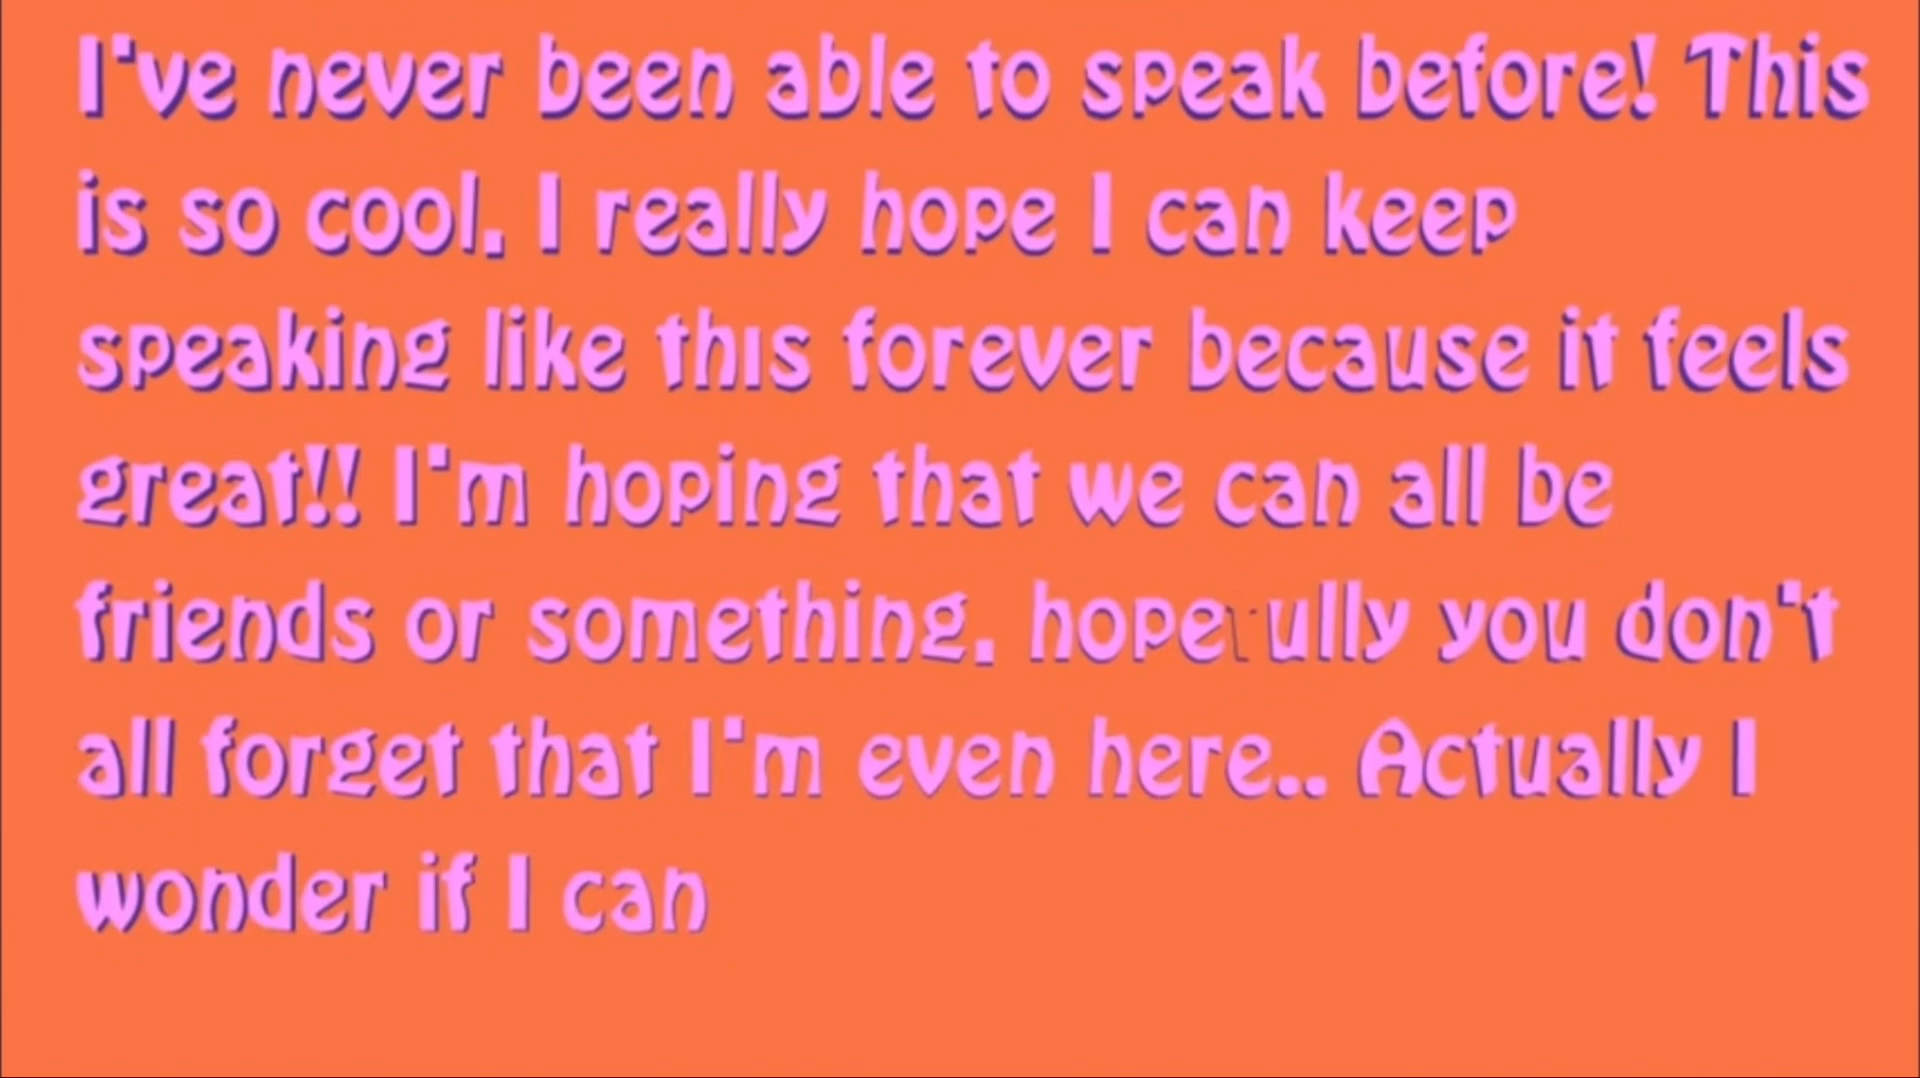 I've never been able to speak before! This
is so cool. I really hope I can keep
speaking like this forever because it feels
great!! I'm hoping that we can all be
friends or something. hopefully you don't
all forget that I'm even here.. Actually I
wonder if I can